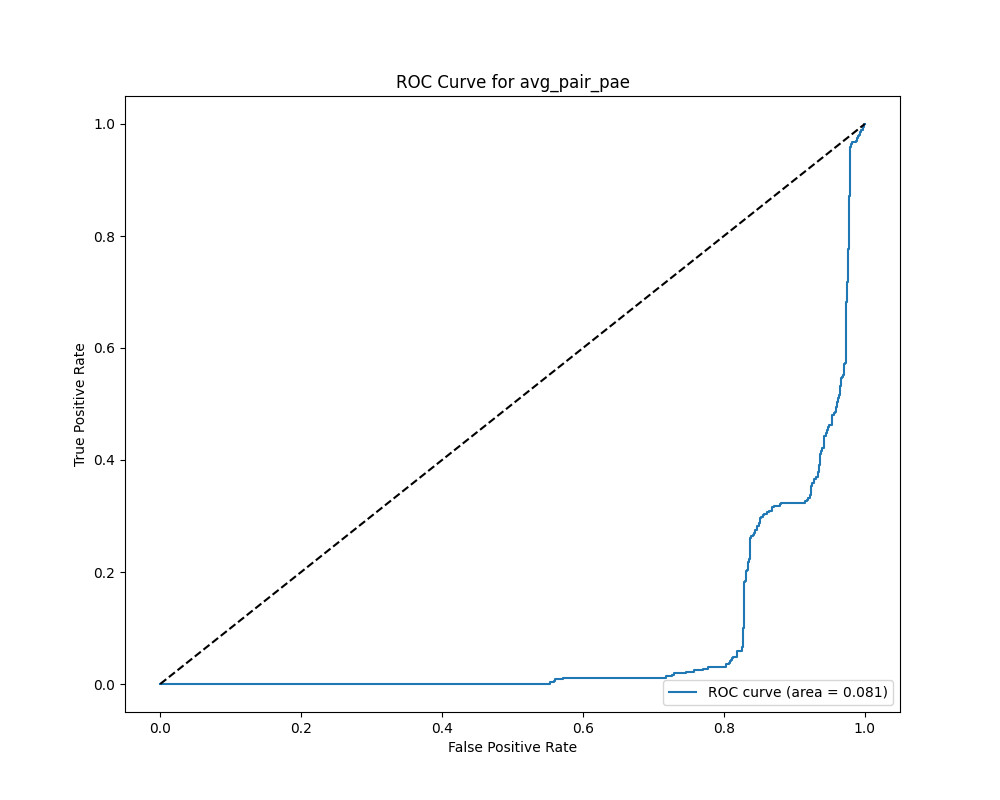 ROC Curve for avg_pair_pae
1.0
0.8
0.6
0.4
0.2
0.0
True Positive Rate
ROC curve (area = 0.081)
0.0 0.2 0.4 0.6 0.8 1.0
False Positive Rate